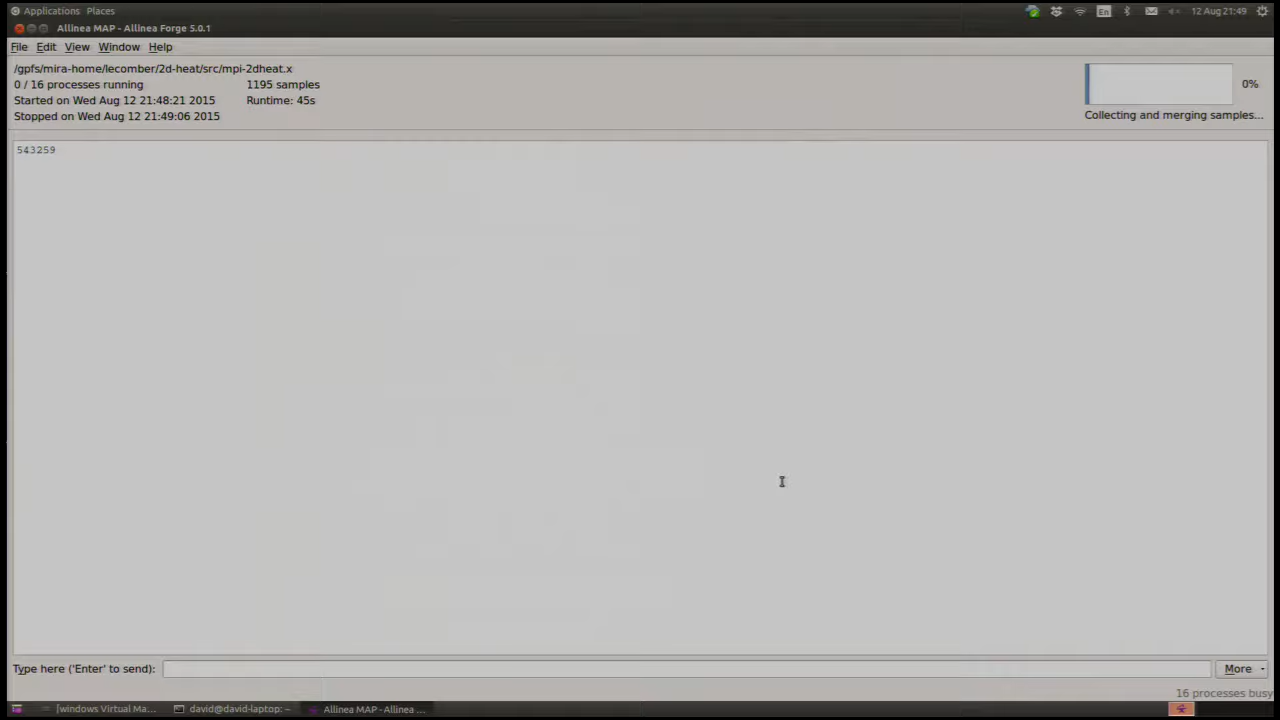 Applications Places En 12 Aug 21:49
Allinea MAP - Allinea Forge 5.0.1
File Edit View Window Help
/gpfs/mira-home/lecomber/2d-heat/src/mpi-2dheat.x
0 / 16 processes running 1195 samples
Started on Wed Aug 12 21:48:21 2015 Runtime: 45s
Stopped on Wed Aug 12 21:49:06 2015
0%
Collecting and merging samples...
543259
Type here ('Enter' to send): More
16 processes busy
[windows Virtual Ma... david@david-laptop: ~ Allinea MAP - Allinea ...